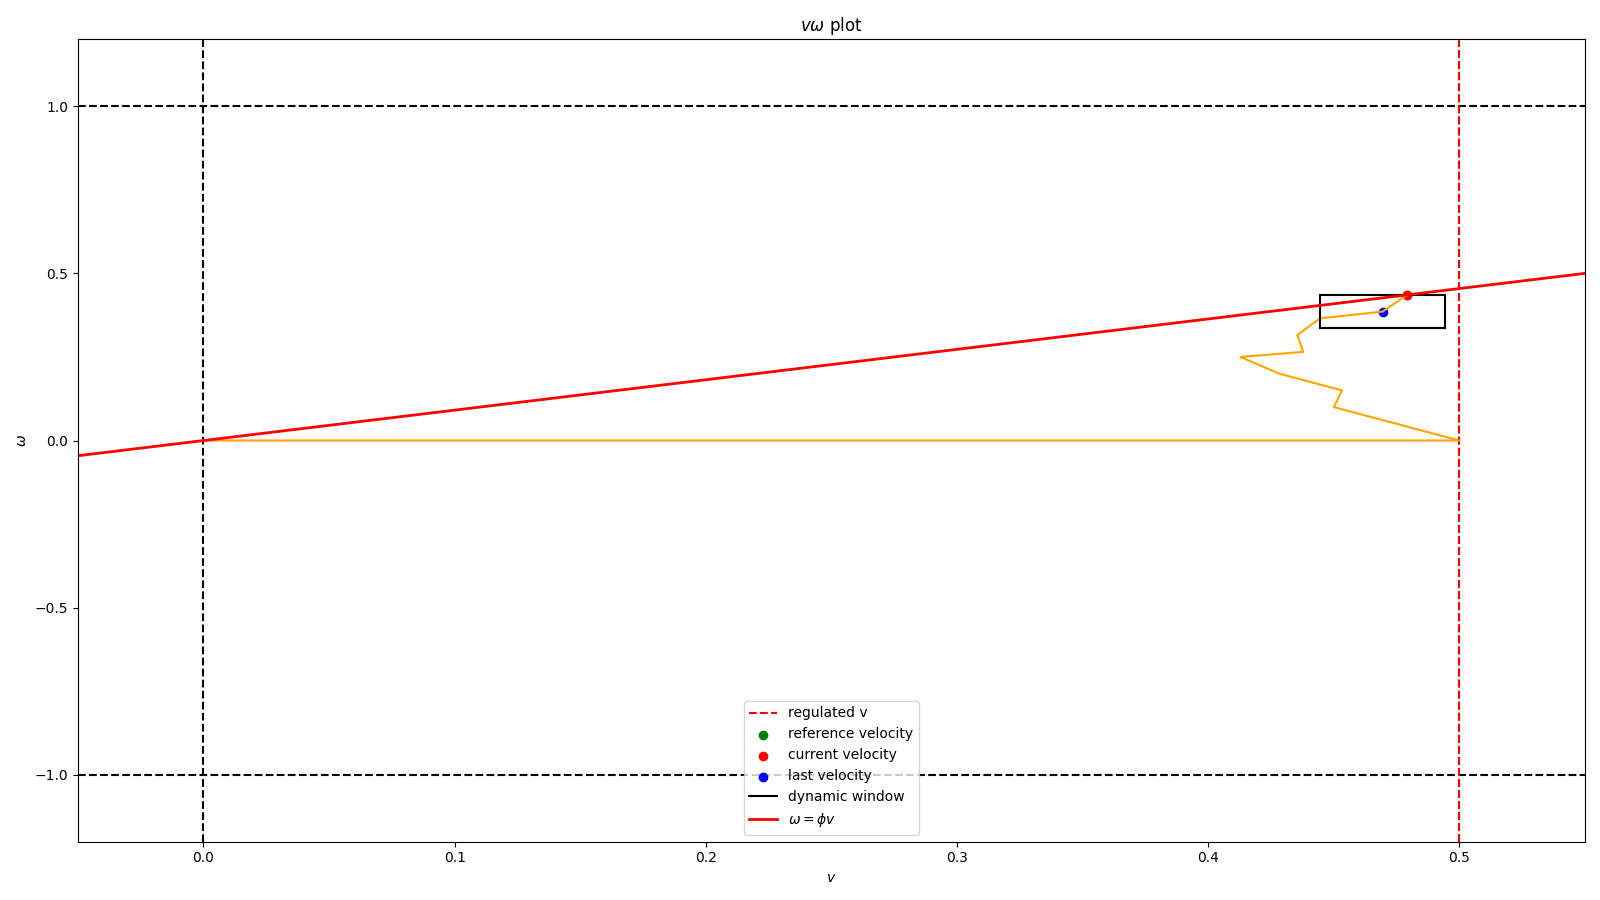 vω plot
1.0
0.5
0.0
−0.5
−1.0
ω
0.0 0.1 0.2 0.3 0.4 0.5
v
regulated v
reference velocity
current velocity
last velocity
dynamic window
ω = ϕv